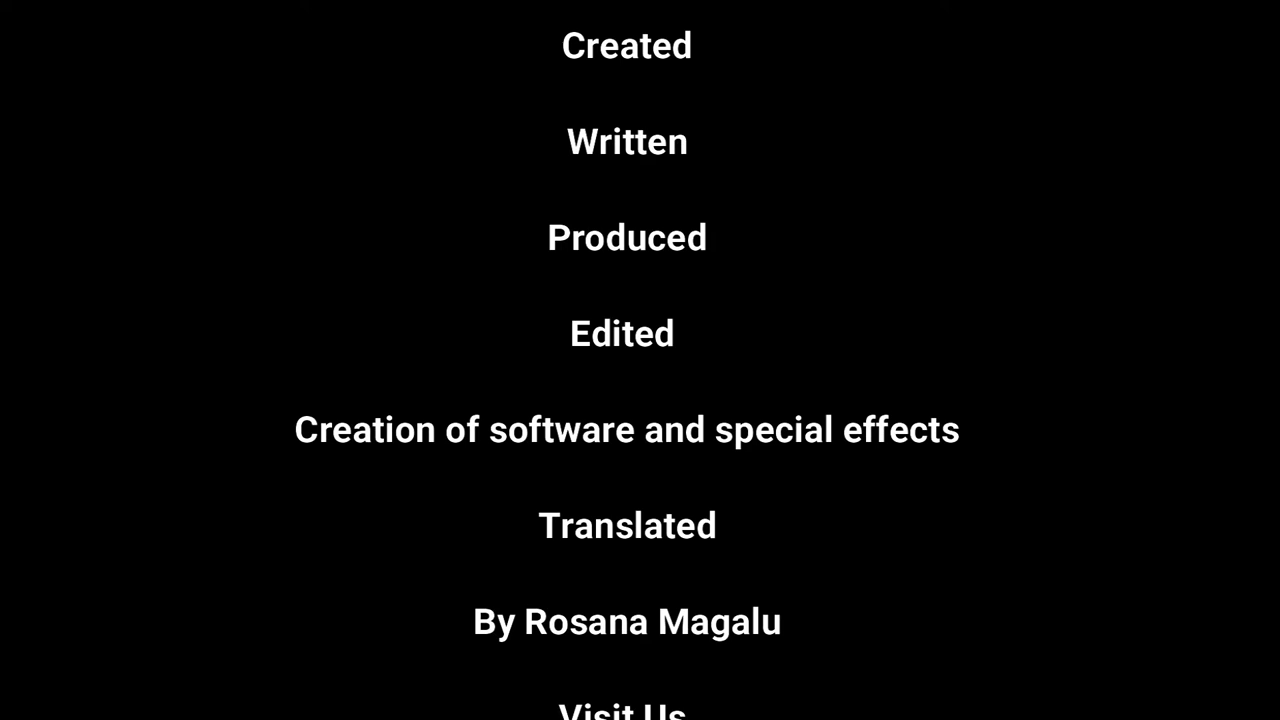 Created
Written
Produced
Edited
Creation of software and special effects
Translated
By Rosana Magalu
Visit Us